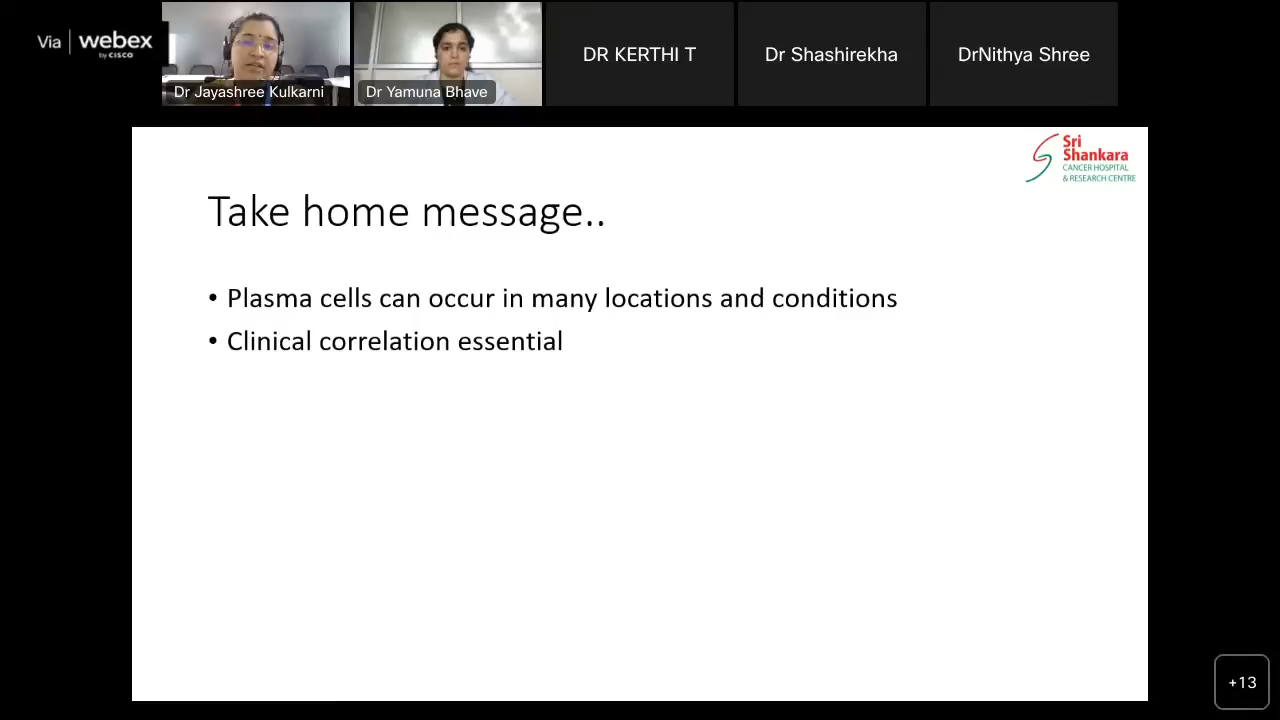 Via webex
by CISCO
Dr Jayashree Kulkarni
Dr Yamuna Bhave
DR KERTHI T
Dr Shashirekha
DrNithya Shree
Sri
Shankara
CANCER HOSPITAL
& RESEARCH CENTRE
Take home message..
• Plasma cells can occur in many locations and conditions
• Clinical correlation essential
+13